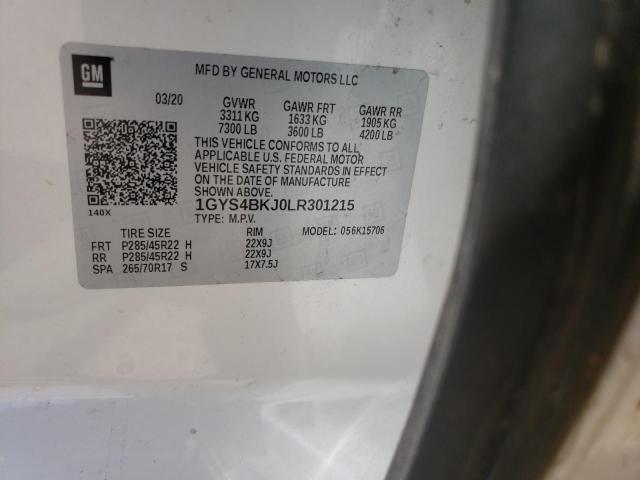 GM
MFD BY GENERAL MOTORS LLC
03/20 GVWR GAWR FRT GAWR RR
3311 KG 1633 KG 1905 KG
7300 LB 3600 LB 4200 LB
THIS VEHICLE CONFORMS TO ALL
APPLICABLE U.S. FEDERAL MOTOR
VEHICLE SAFETY STANDARDS IN EFFECT
ON THE DATE OF MANUFACTURE
SHOWN ABOVE.
140X 1GYS4BKJ0LR301215
TYPE: M.P.V. MODEL: 056K15706
TIRE SIZE RIM
FRT P285/45R22 H 22X9J
RR P285/45R22 H 22X9J
SPA 265/70R17 S 17X7.5J